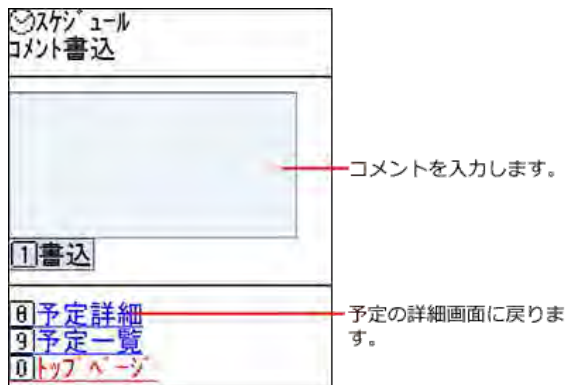 スケジュール
コメント書込
コメントを入力します。
1書込
8予定詳細
予定の詳細画面に戻りま
す。
9予定一覧
0トップページ